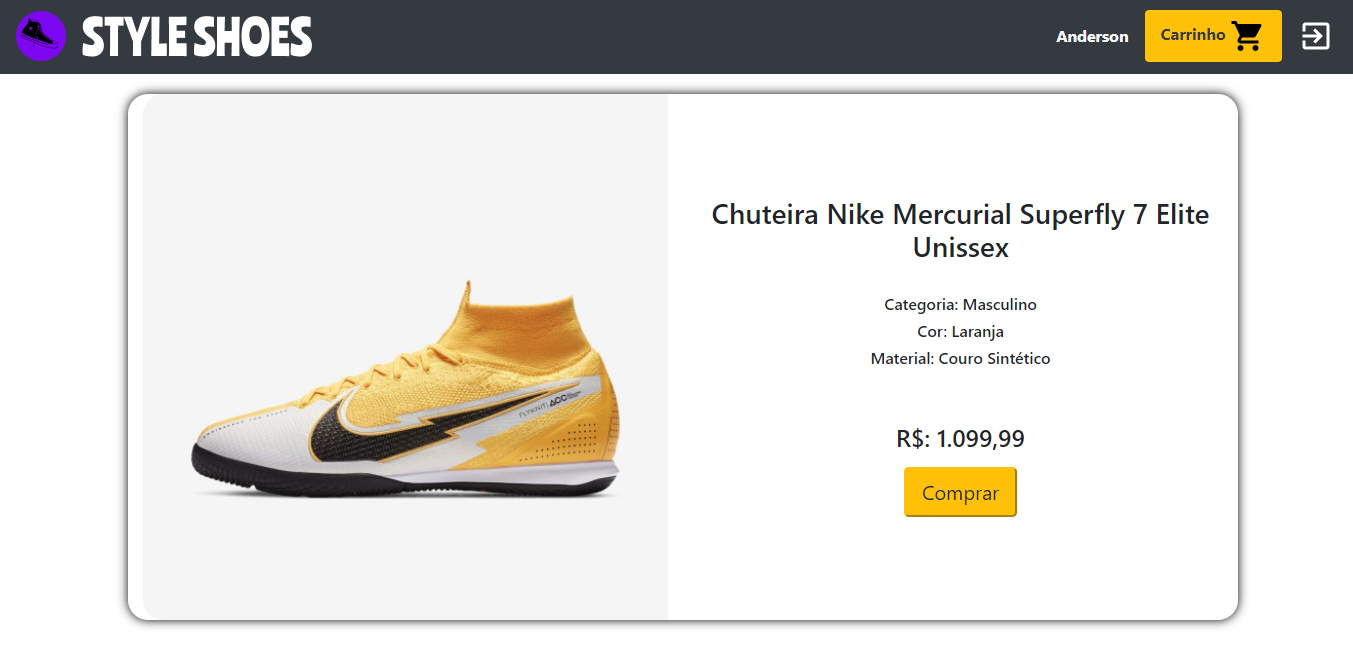 STYLE SHOES
Anderson
Carrinho
Chuteira Nike Mercurial Superfly 7 Elite
Unissex
Categoria: Masculino
Cor: Laranja
Material: Couro Sintético
FLYKNIT ACC
R$: 1.099,99
Comprar